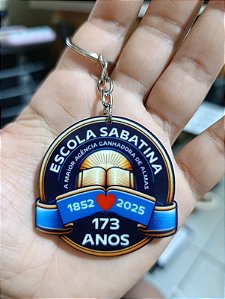 ESCOLA SABATINA
A MAIOR AGÊNCIA GANHADORA DE ALMAS
1852 2025
173
ANOS